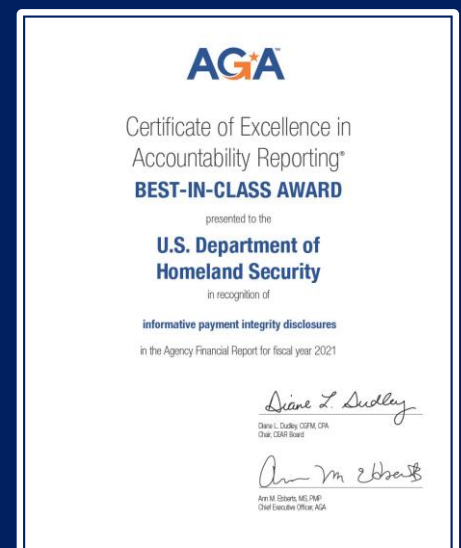 AGA
Certificate of Excellence in
Accountability Reporting®
BEST-IN-CLASS AWARD
presented to the
U.S. Department of
Homeland Security
in recognition of
informative payment integrity disclosures
in the Agency Financial Report for fiscal year 2021
Diane L. Dudley
Diane L. Dudley, CGFM, CPA
Chair, CEAR Board
Ann M Ebberts
Ann M. Ebberts, MS, PMP
Chief Executive Officer, AGA